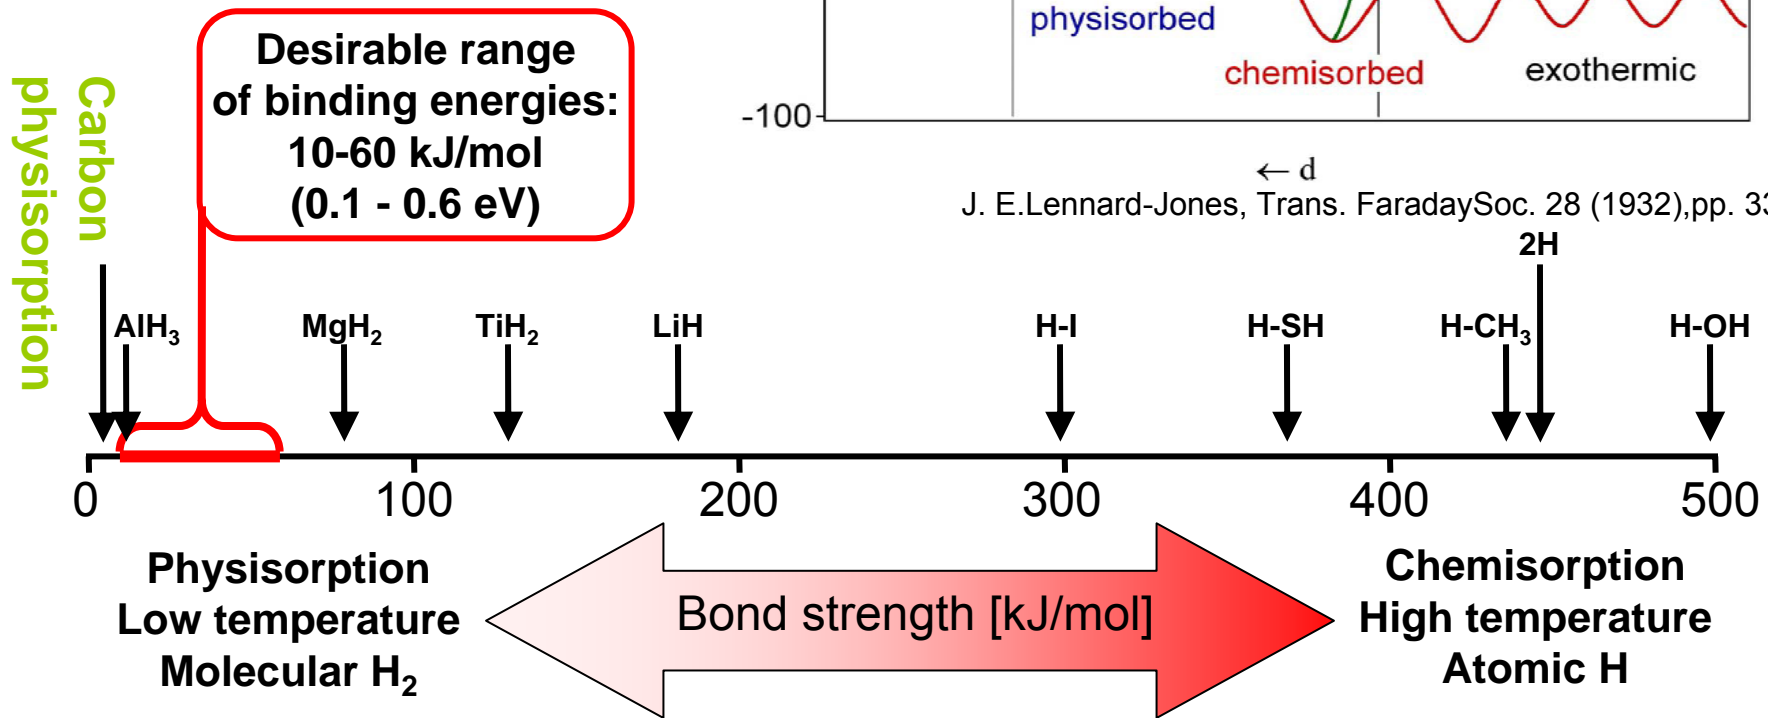 physisorbed
chemisorbed
exothermic
-100
← d
J. E.Lennard-Jones, Trans. FaradaySoc. 28 (1932),pp. 33
Desirable range
of binding energies:
10-60 kJ/mol
(0.1 - 0.6 eV)
Carbon
physisorption
2H
AlH₃
MgH₂
TiH₂
LiH
H-I
H-SH
H-CH₃
H-OH
0
100
200
300
400
500
Physisorption
Low temperature
Molecular H₂
Bond strength [kJ/mol]
Chemisorption
High temperature
Atomic H